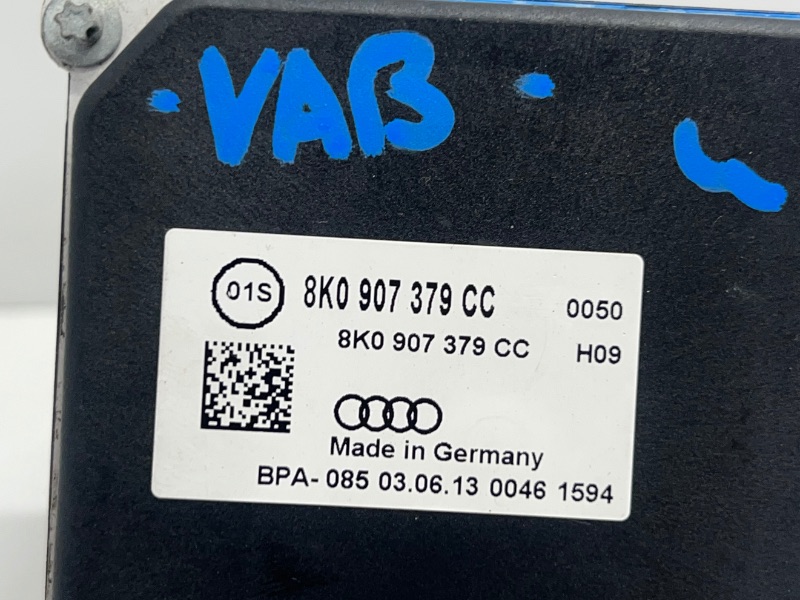 VAB
01S 8K0 907 379 CC 0050
8K0 907 379 CC H09
Made in Germany
BPA- 085 03.06.13 0046 1594